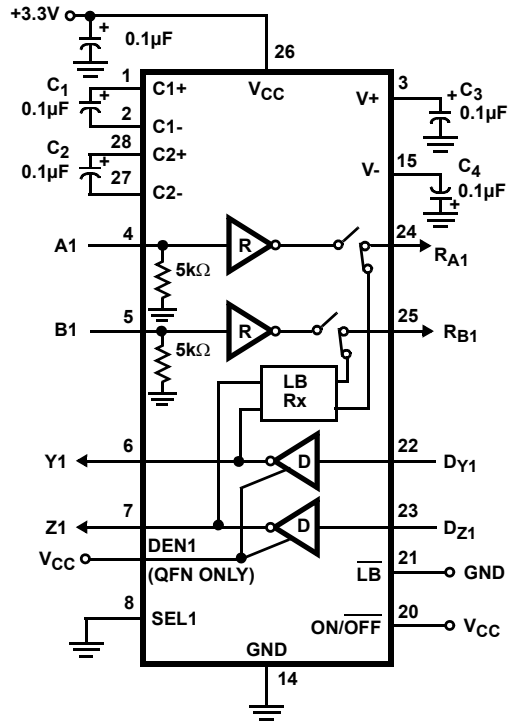 +3.3V
0.1µF
26
1
C1+
VCC
V+
3
C1
0.1µF
2
C1-
C3
0.1µF
C2
28
C2+
0.1µF
27
C2-
V-
15
C4
0.1µF
A1
4
R
24
RA1
5kΩ
B1
5
R
25
RB1
5kΩ
LB
Rx
Y1
6
D
22
DY1
Z1
7
D
23
DZ1
VCC
DEN1
(QFN ONLY)
LB
21
GND
8
SEL1
ON/OFF
20
VCC
GND
14